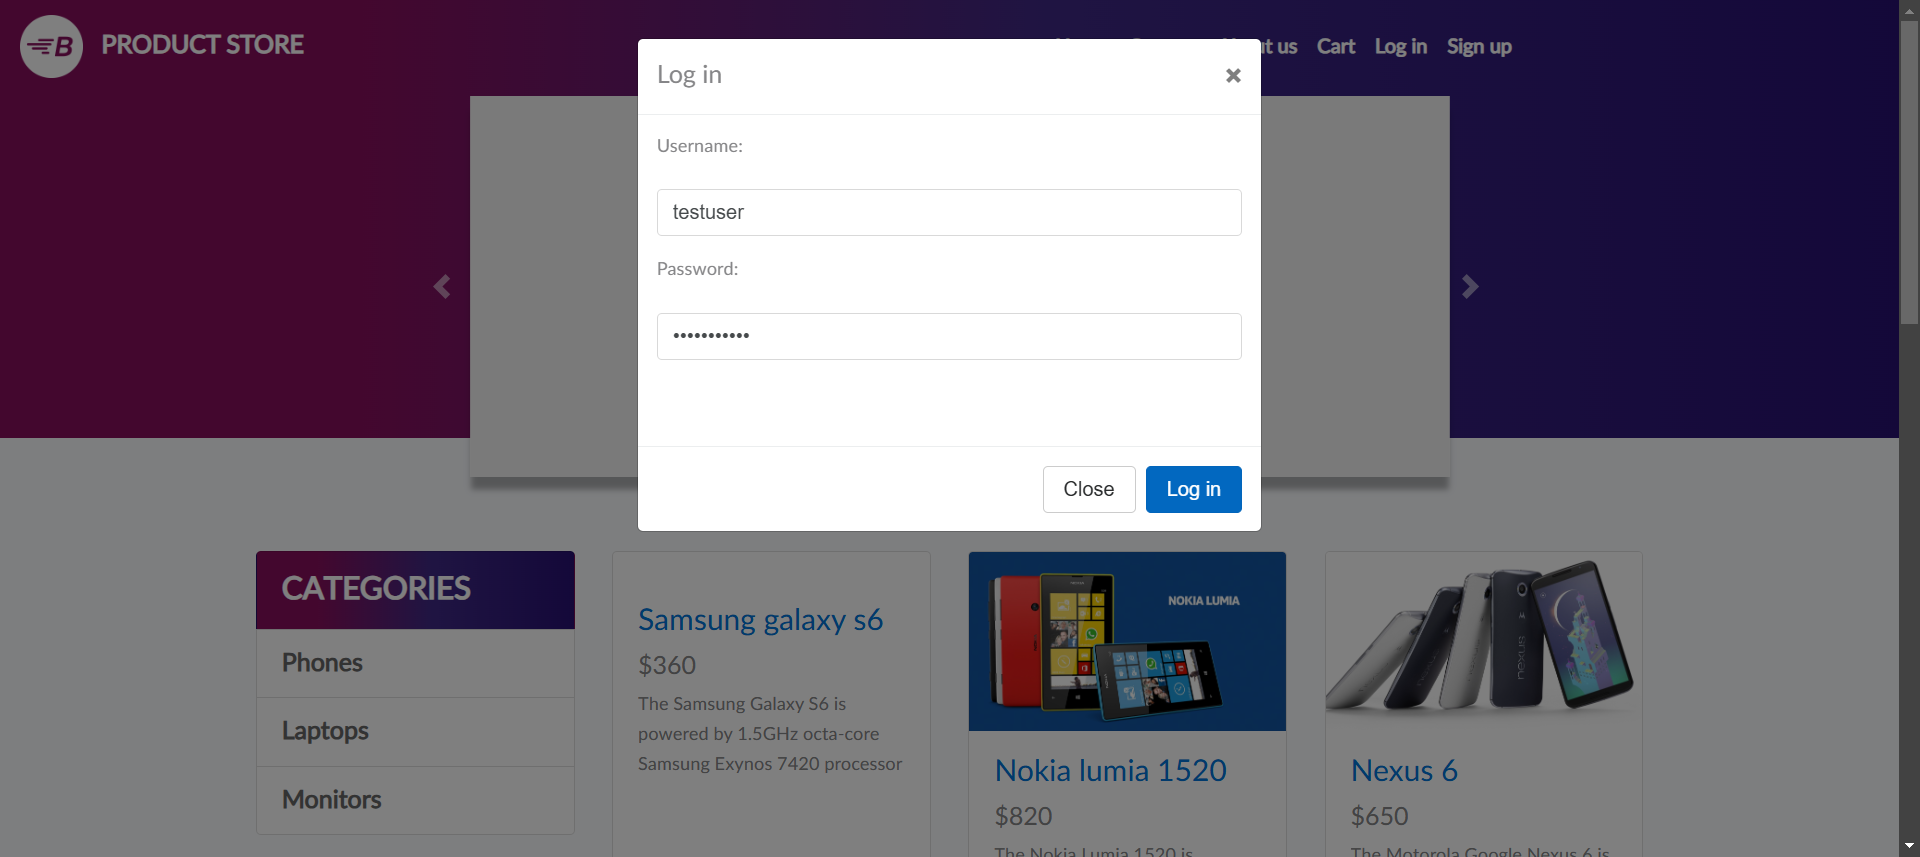 B PRODUCT STORE
t us Cart Log in Sign up
Log in
Username:
testuser
Password:
•••••••••••
Close Log in
CATEGORIES
Phones
Laptops
Monitors
Samsung galaxy s6
$360
The Samsung Galaxy S6 is
powered by 1.5GHz octa-core
Samsung Exynos 7420 processor
NOKIA LUMIA
Nokia lumia 1520
$820
The Nokia Lumia 1520 is
nexus
Nexus 6
$650
The Motorola Google Nexus 6 is